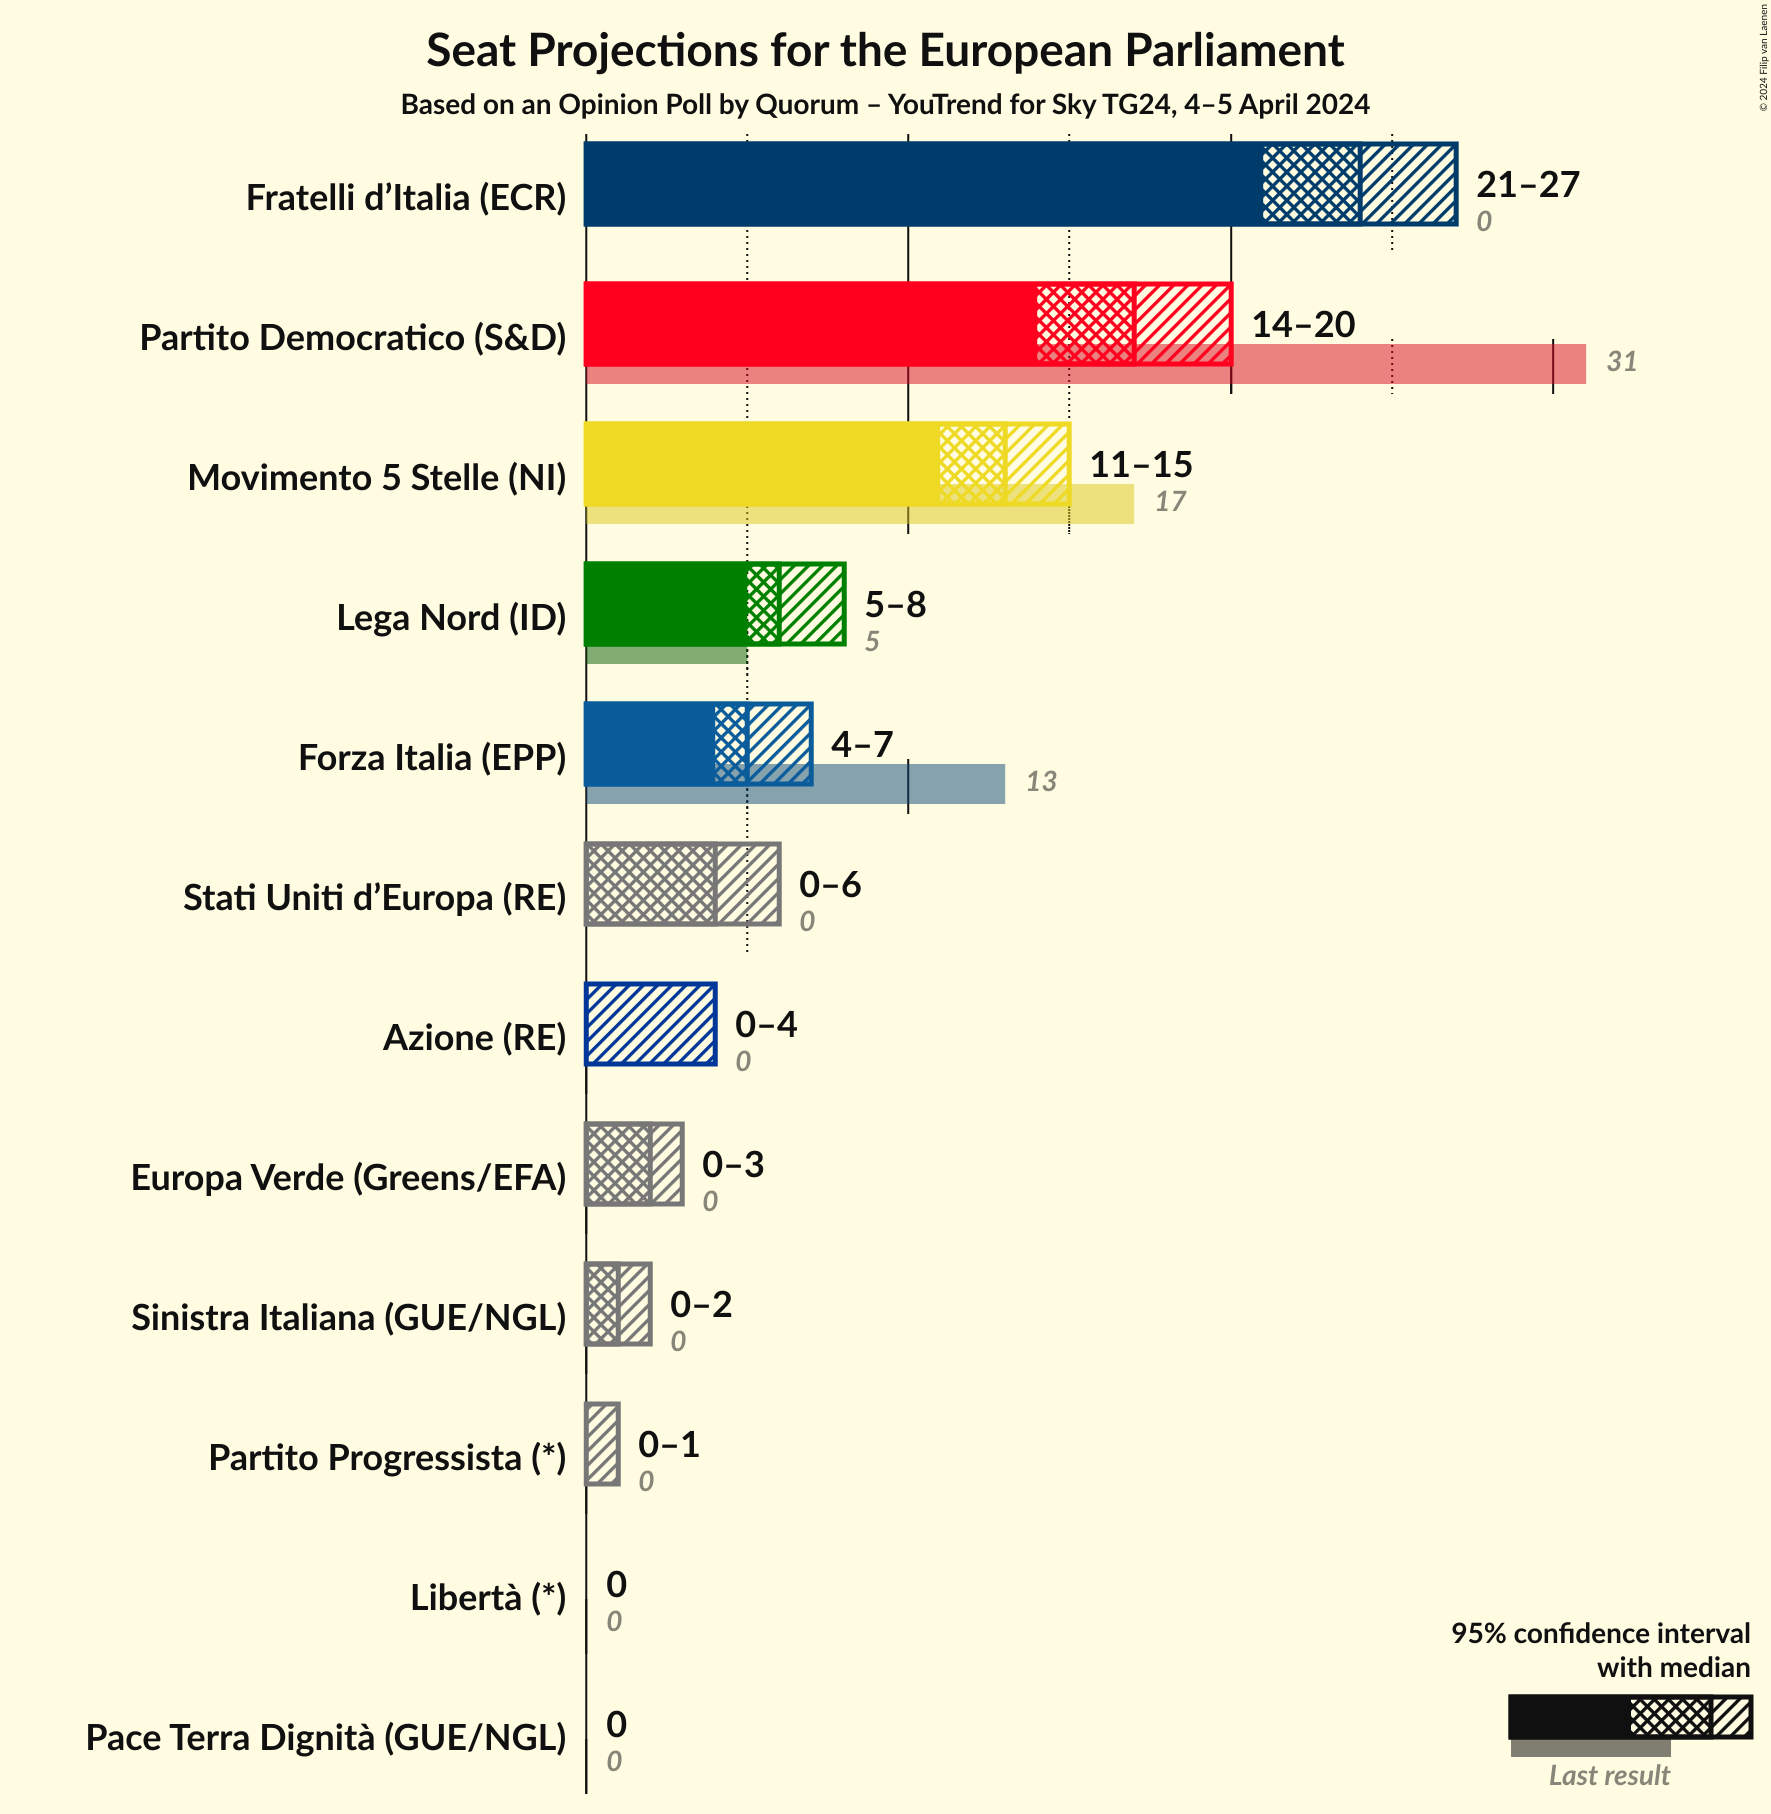 Seat Projections for the European Parliament
Based on an Opinion Poll by Quorum – YouTrend for Sky TG24, 4–5 April 2024
© 2024 Filip van Laenen
Fratelli d’Italia (ECR)
21–27
0
Partito Democratico (S&D)
14–20
31
Movimento 5 Stelle (NI)
11–15
17
Lega Nord (ID)
5–8
5
Forza Italia (EPP)
4–7
13
Stati Uniti d’Europa (RE)
0–6
0
Azione (RE)
0–4
0
Europa Verde (Greens/EFA)
0–3
0
Sinistra Italiana (GUE/NGL)
0–2
0
Partito Progressista (*)
0–1
0
Libertà (*)
0
0
Pace Terra Dignità (GUE/NGL)
0
0
95% confidence interval
with median
Last result